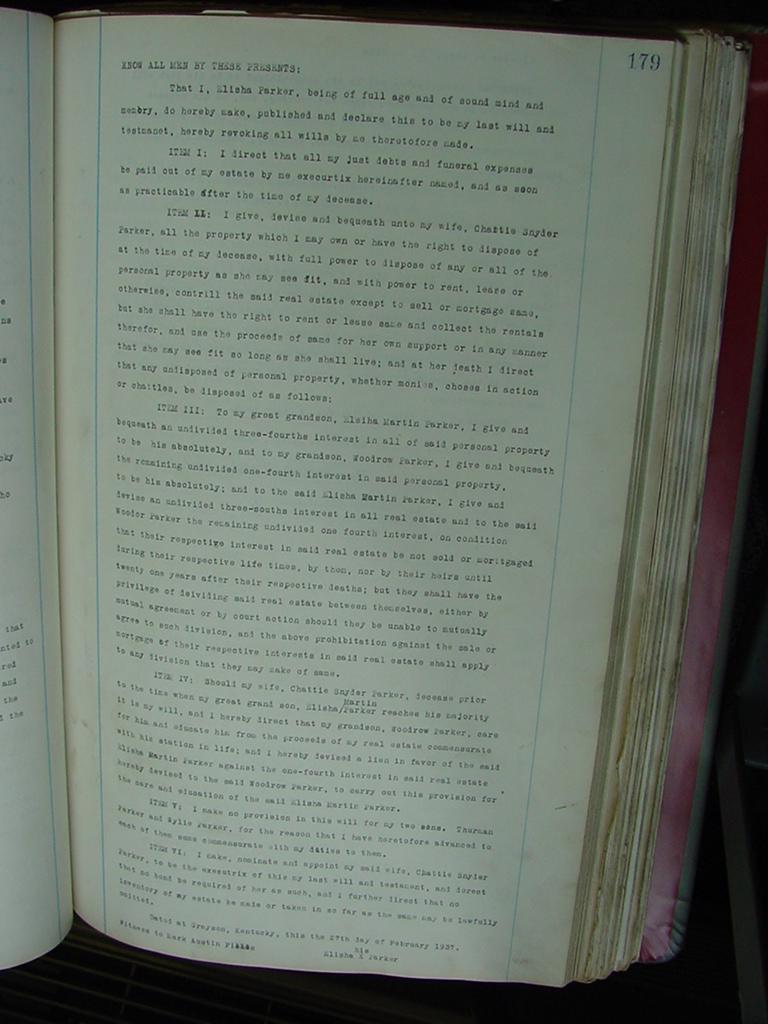 179
KNOW ALL MEN BY THESE PRESENTS:
That I, Elisha Parker, being of full age and of sound mind and
memory, do hereby make, published and declare this to be my last will and
testmanet, hereby revoking all wills by me theretofore made.
ITEM I: I direct that all my just debts and funeral expenses
be paid out of my estate by me execurtix hereinafter named, and as soon
as practicable after the time of my decease.
ITEM II: I give, devise and bequeath unto my wife, Chattie Snyder
Parker, all the property which I may own or have the right to dispose of
at the time of my decease, with full power to dispose of any or all of the
personal property as she may see fit, and with power to rent, lease or
otherwise, contrill the said real estate except to sell or mortgage same,
but she shall have the right to rent or lease same and collect the rentals
therefor, and use the proceeds of same for her own support or in any manner
that she may see fit so long as she shall live; and at her death I direct
that any undisposed of personal property, whether monies, choses in action
or chattles, be disposed of as follows:
ITEM III: To my great grandson, Elsiha Martin Parker, I give and
bequeath an undivided three-fourths interest in all of said personal property
to be his absolutely, and to my grandson, Woodrow Parker, I give and bequeath
the remaining undivided one-fourth interest in said personal property,
to be his absolutely; and to the said Elisha Martin Parker, I give and
devise an undivided three-souths interest in all real estate and to the said
Woodor Parker the remaining undivided one fourth interest, on condition
that their respective interest in said real estate be not sold or mortgaged
during their respective life times, by them, nor by their heirs until
twenty one years after their respective deaths; but they shall have the
privilege of deividing said real estate between themselves, either by
mutual agreement or by court action should they be unable to mutually
agree to such division, and the above prohibitation against the sale or
mortgage of their respective interests in said real estate shall apply
to any division that they may make of same.
ITEM IV: Should my wife, Chattie Snyder Parker, decease prior
to the time when my great grand son, Elisha/Parker reaches his majority
Martin
it is my will, and I hereby direct that my grandson, Woodrow Parker, care
for him and educate him from the proceeds of my real estate commensurate
with his station in life; and I hereby devised a lien in favor of the said
Elisha Martin Parker against the one-fourth interest in said real estate
hereby devised to the said Woodrow Parker, to carry out this provision for
the care and education of the said Elisha Martin Parker.
ITEM V: I make no provision in this will for my two sons. Thurman
Parker and Wylie Parker, for the reason that I have heretofore advanced to
each of them sums commensurate with my duties to them.
ITEM VI: I make, nominate and appoint my said wife, Chattie Snyder
Parker, to be the executrix of this my last will and testament, and direst
that no bond be required of her as such, and I further direct that no
inventory of my estate be made or taken in so far as the same may be lawfully
omitted.
Dated at Grayson, Kentucky, this the 27th day of February 1937.
his
Witness to Mark Austin Fields Elisha X Parker